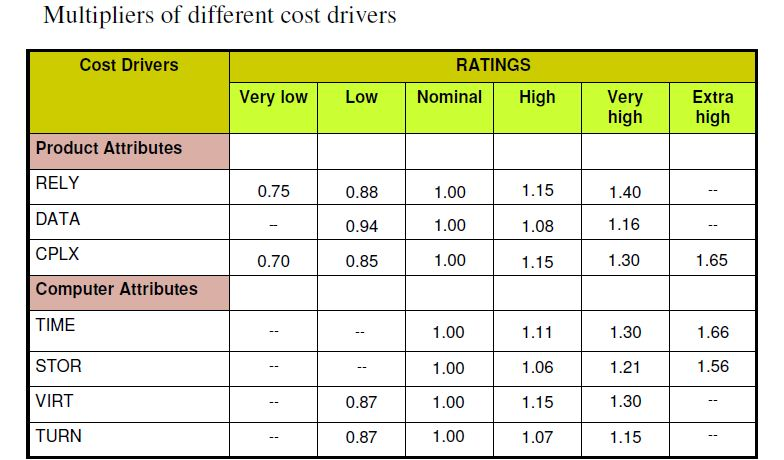 Multipliers of different cost drivers
Cost Drivers RATINGS
Very low Low Nominal High Very high Extra high
Product Attributes
RELY 0.75 0.88 1.00 1.15 1.40 --
DATA -- 0.94 1.00 1.08 1.16 --
CPLX 0.70 0.85 1.00 1.15 1.30 1.65
Computer Attributes
TIME -- -- 1.00 1.11 1.30 1.66
STOR -- -- 1.00 1.06 1.21 1.56
VIRT -- 0.87 1.00 1.15 1.30 --
TURN -- 0.87 1.00 1.07 1.15 --